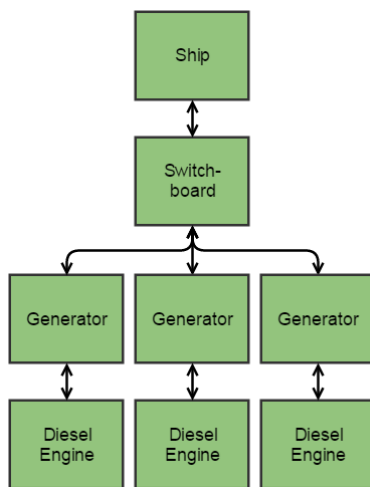 Ship
Switch-
board
Generator
Generator
Generator
Diesel
Engine
Diesel
Engine
Diesel
Engine